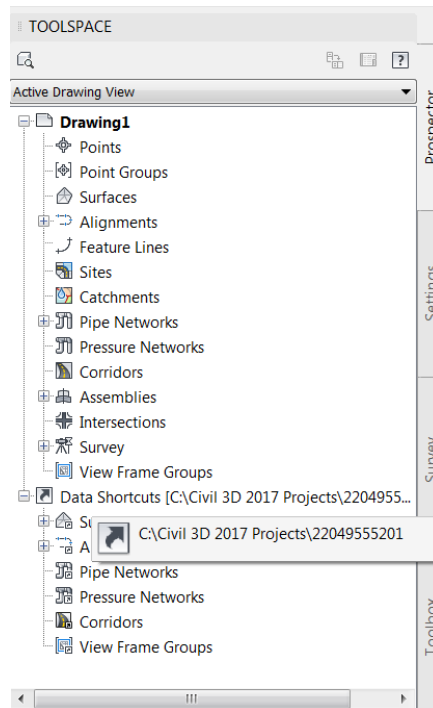 TOOLSPACE
?
Active Drawing View
Drawing1
Points
Point Groups
Surfaces
Alignments
Feature Lines
Sites
Catchments
Pipe Networks
Pressure Networks
Corridors
Assemblies
Intersections
Survey
View Frame Groups
Data Shortcuts [C:\Civil 3D 2017 Projects\2204955...
Su
C:\Civil 3D 2017 Projects\22049555201
A
Pipe Networks
Pressure Networks
Corridors
View Frame Groups
Prospector
Settings
Survey
Toolbox